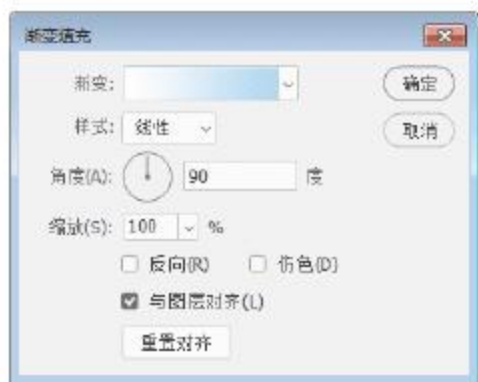 渐变填充
渐变: 确定
样式: 线性 取消
角度(A): 90 度
缩放(S): 100 %
反向(R) 仿色(D)
与图层对齐(L)
重置对齐